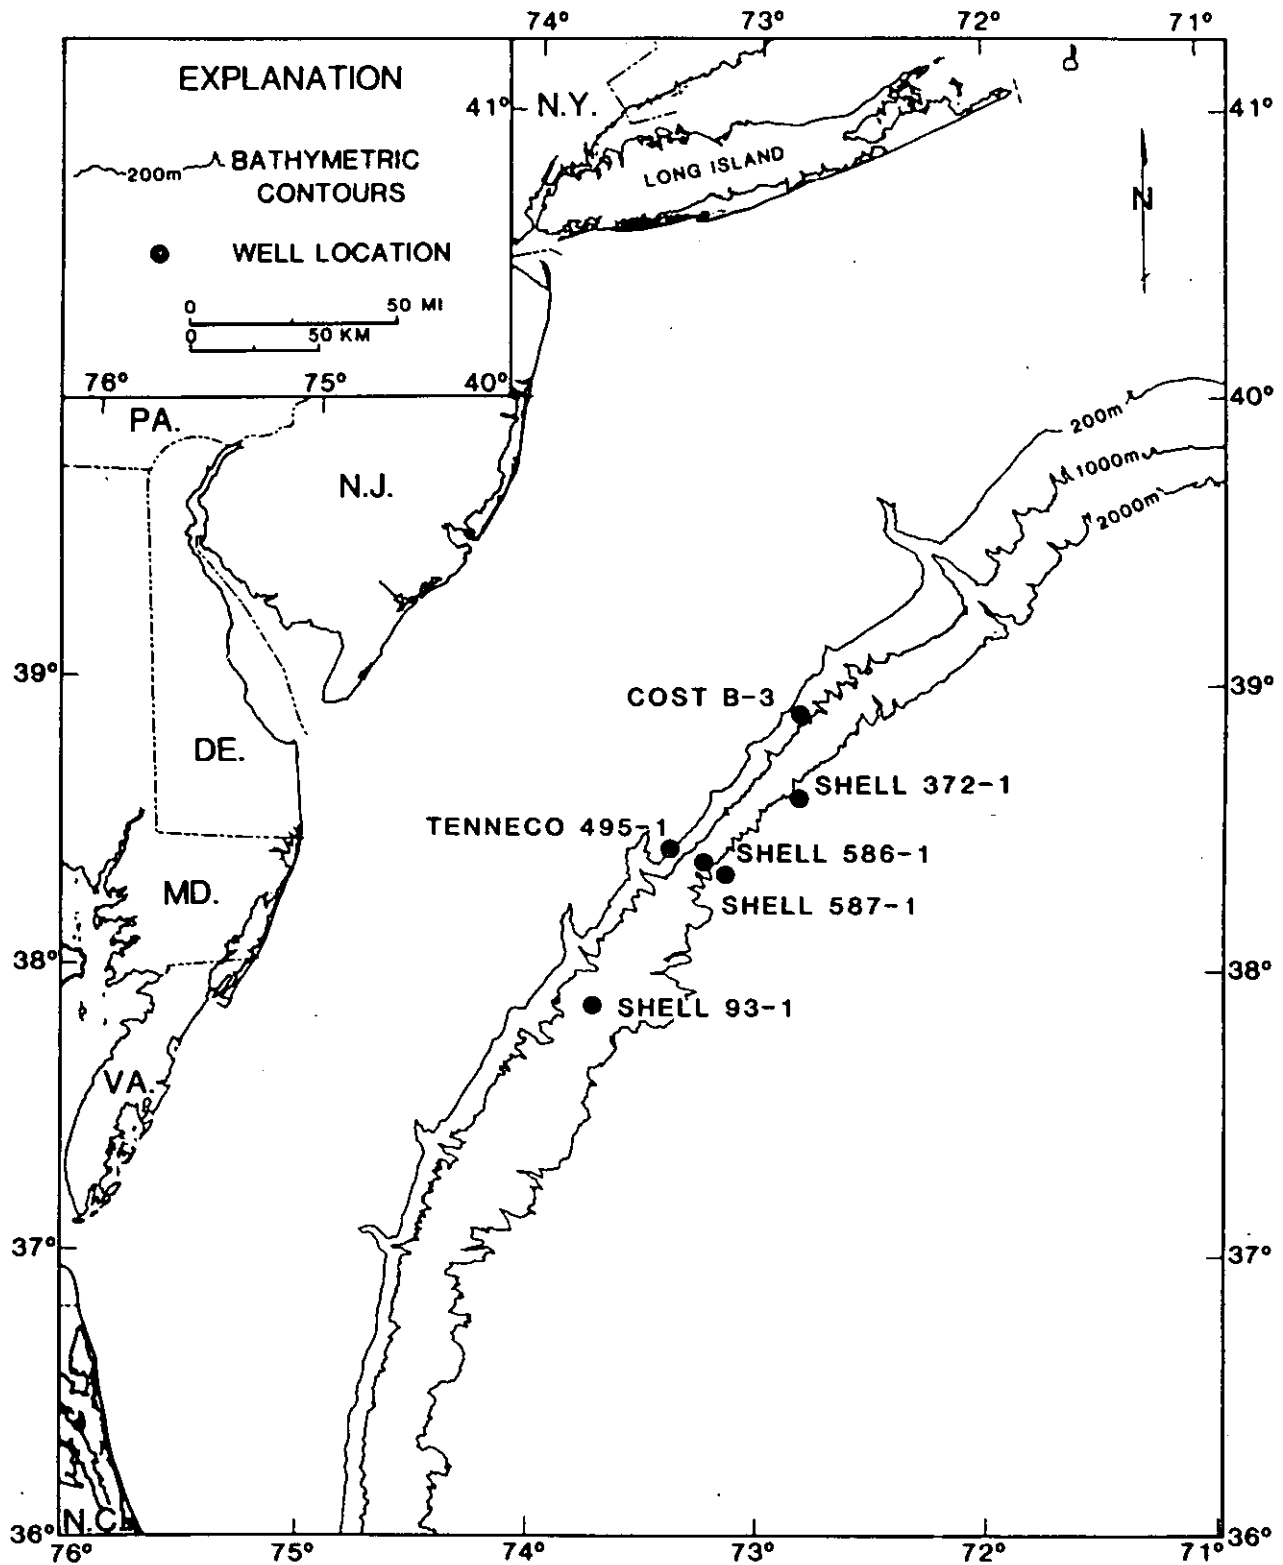 74° 73° 72° 71°
EXPLANATION
41° N.Y. 41°
200m BATHYMETRIC
CONTOURS
LONG ISLAND
N
WELL LOCATION
0 50 MI
0 50 KM
76° 75° 40° 40°
PA.
200m
1000m
2000m
N.J.
39° 39°
COST B-3
DE.
SHELL 372-1
TENNECO 495-1
SHELL 586-1
MD.
SHELL 587-1
38° 38°
SHELL 93-1
VA.
37° 37°
N.C.
36° 36°
76° 75° 74° 73° 72° 71°